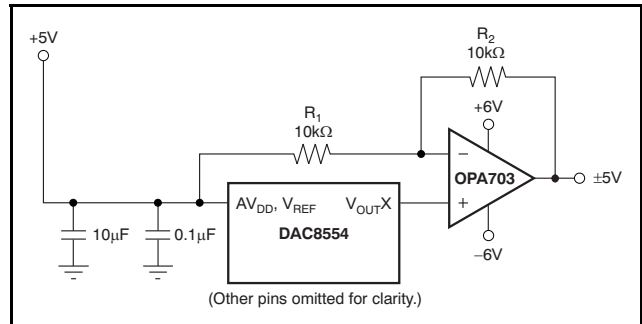 +5V
R2
10kΩ
R1
10kΩ
+6V
−
OPA703
±5V
+
−6V
10μF
0.1μF
AVDD, VREF
VOUTX
DAC8554
(Other pins omitted for clarity.)